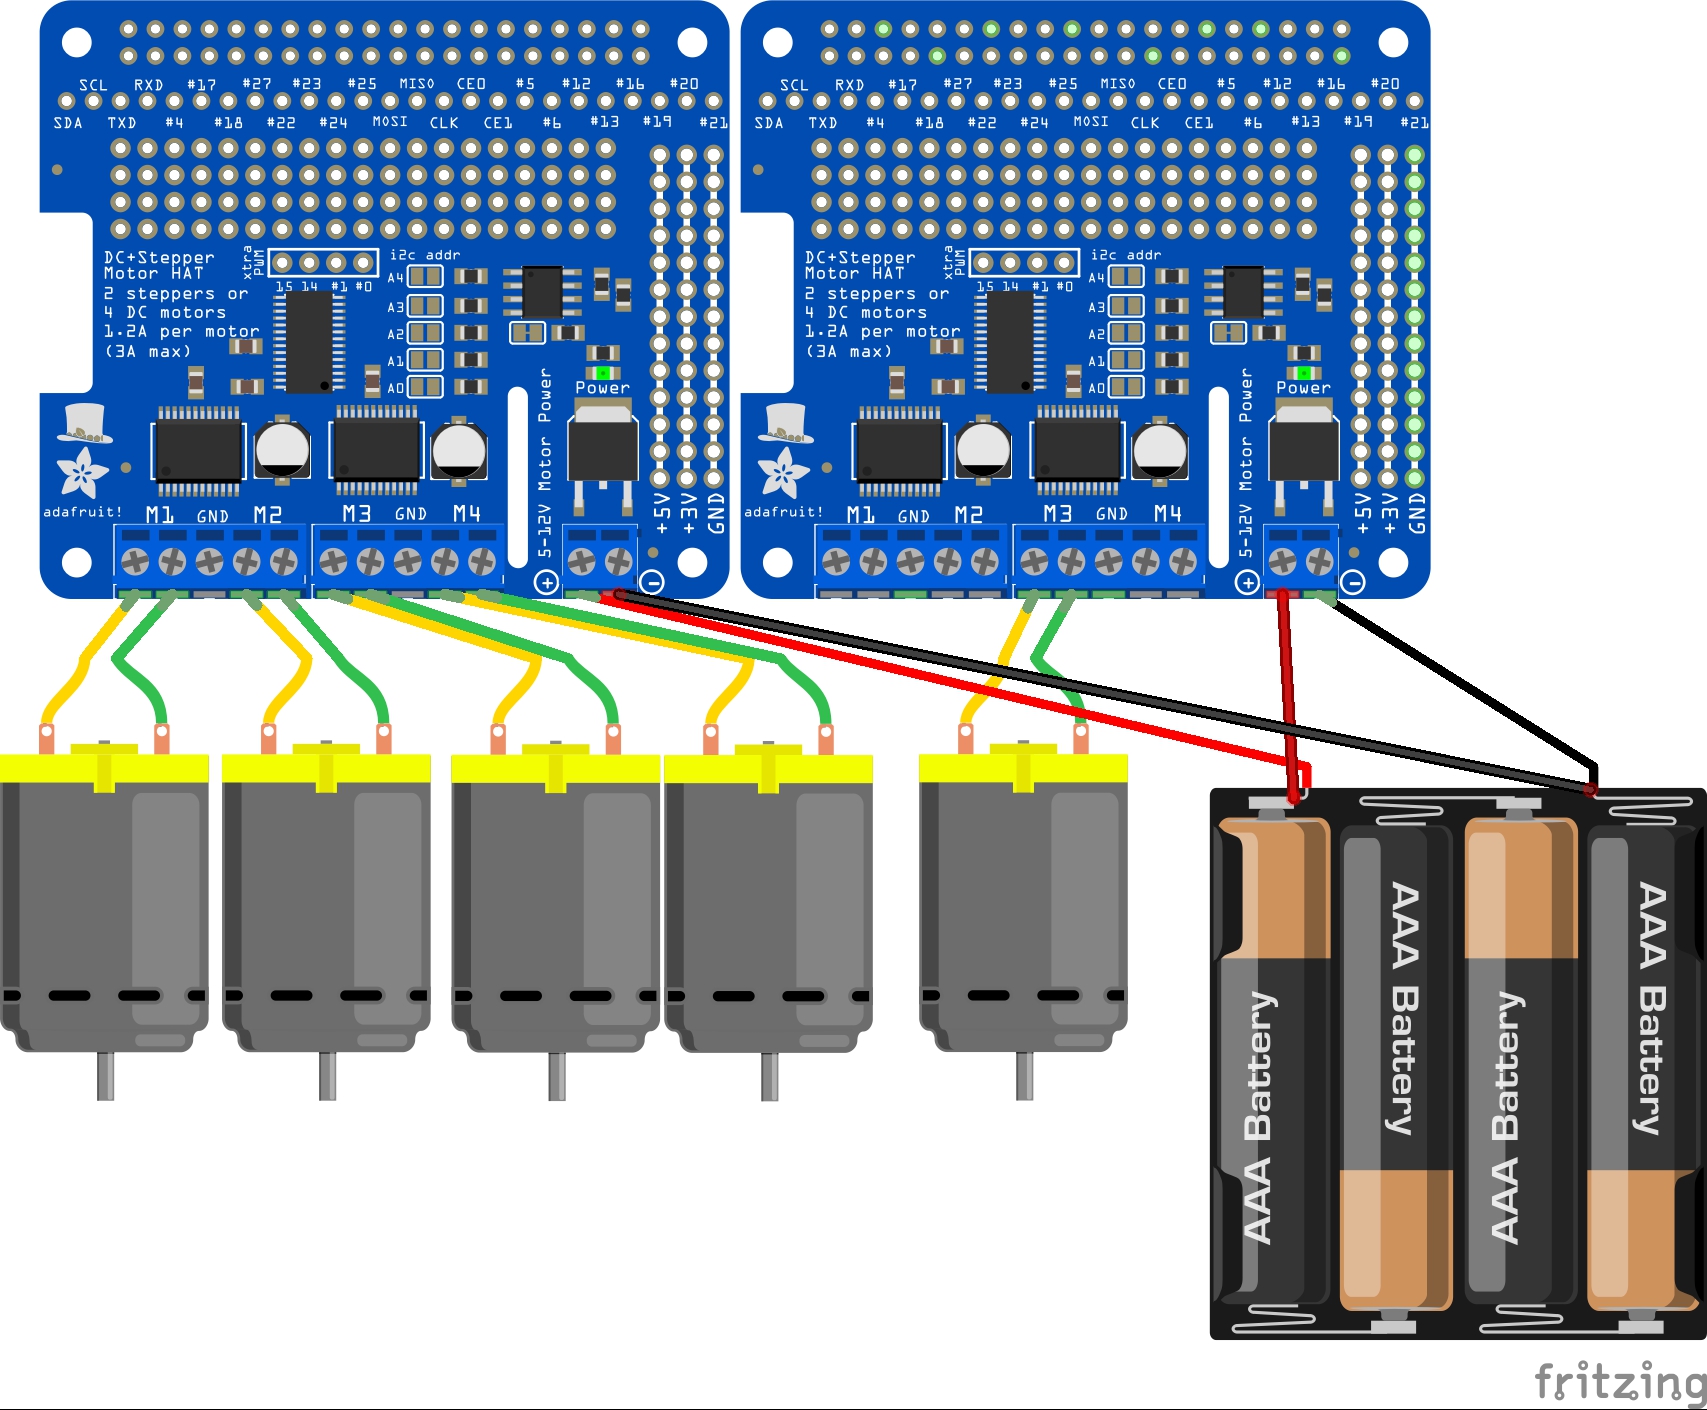 SCL RXD #17 #27 #23 #25 MISO CE0 #5 #12 #16 #20
SDA TXD #4 #18 #22 #24 MOSI CLK CE1 #6 #13 #19 #21
DC+Stepper
Motor HAT
2 steppers or
4 DC motors
1.2A per motor
(3A max)
xtra
PWM
15 14 #1 #0
i2c addr
A4
A3
A2
A1
A0
Power
5-12V Motor Power
+5V
+3V
GND
adafruit!
M1 GND M2
M3 GND M4
+
-
SCL RXD #17 #27 #23 #25 MISO CE0 #5 #12 #16 #20
SDA TXD #4 #18 #22 #24 MOSI CLK CE1 #6 #13 #19 #21
DC+Stepper
Motor HAT
2 steppers or
4 DC motors
1.2A per motor
(3A max)
xtra
PWM
15 14 #1 #0
i2c addr
A4
A3
A2
A1
A0
Power
5-12V Motor Power
+5V
+3V
GND
adafruit!
M1 GND M2
M3 GND M4
+
-
AAA Battery
AAA Battery
AAA Battery
AAA Battery
fritzing